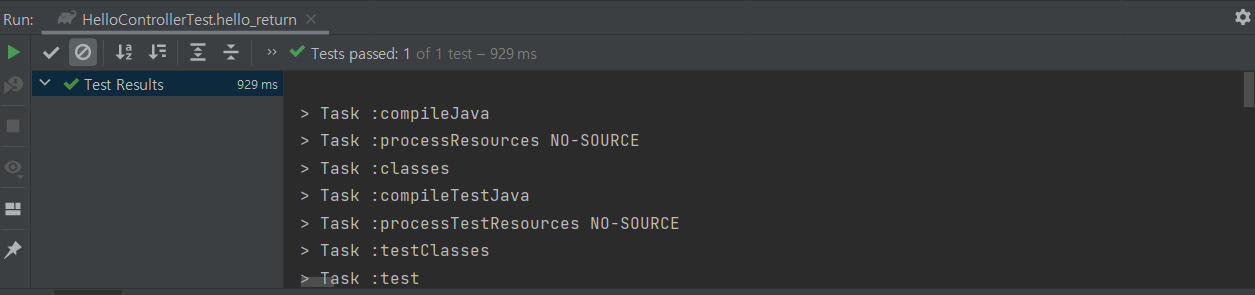 Run: HelloControllerTest.hello_return
Tests passed: 1 of 1 test – 929 ms
Test Results 929 ms
> Task :compileJava
> Task :processResources NO-SOURCE
> Task :classes
> Task :compileTestJava
> Task :processTestResources NO-SOURCE
> Task :testClasses
> Task :test